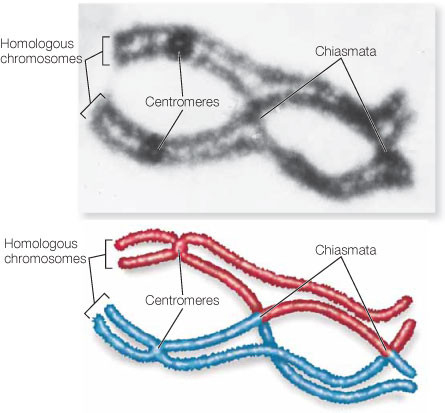 Homologous
chromosomes
Chiasmata
Centromeres
Homologous
chromosomes
Chiasmata
Centromeres